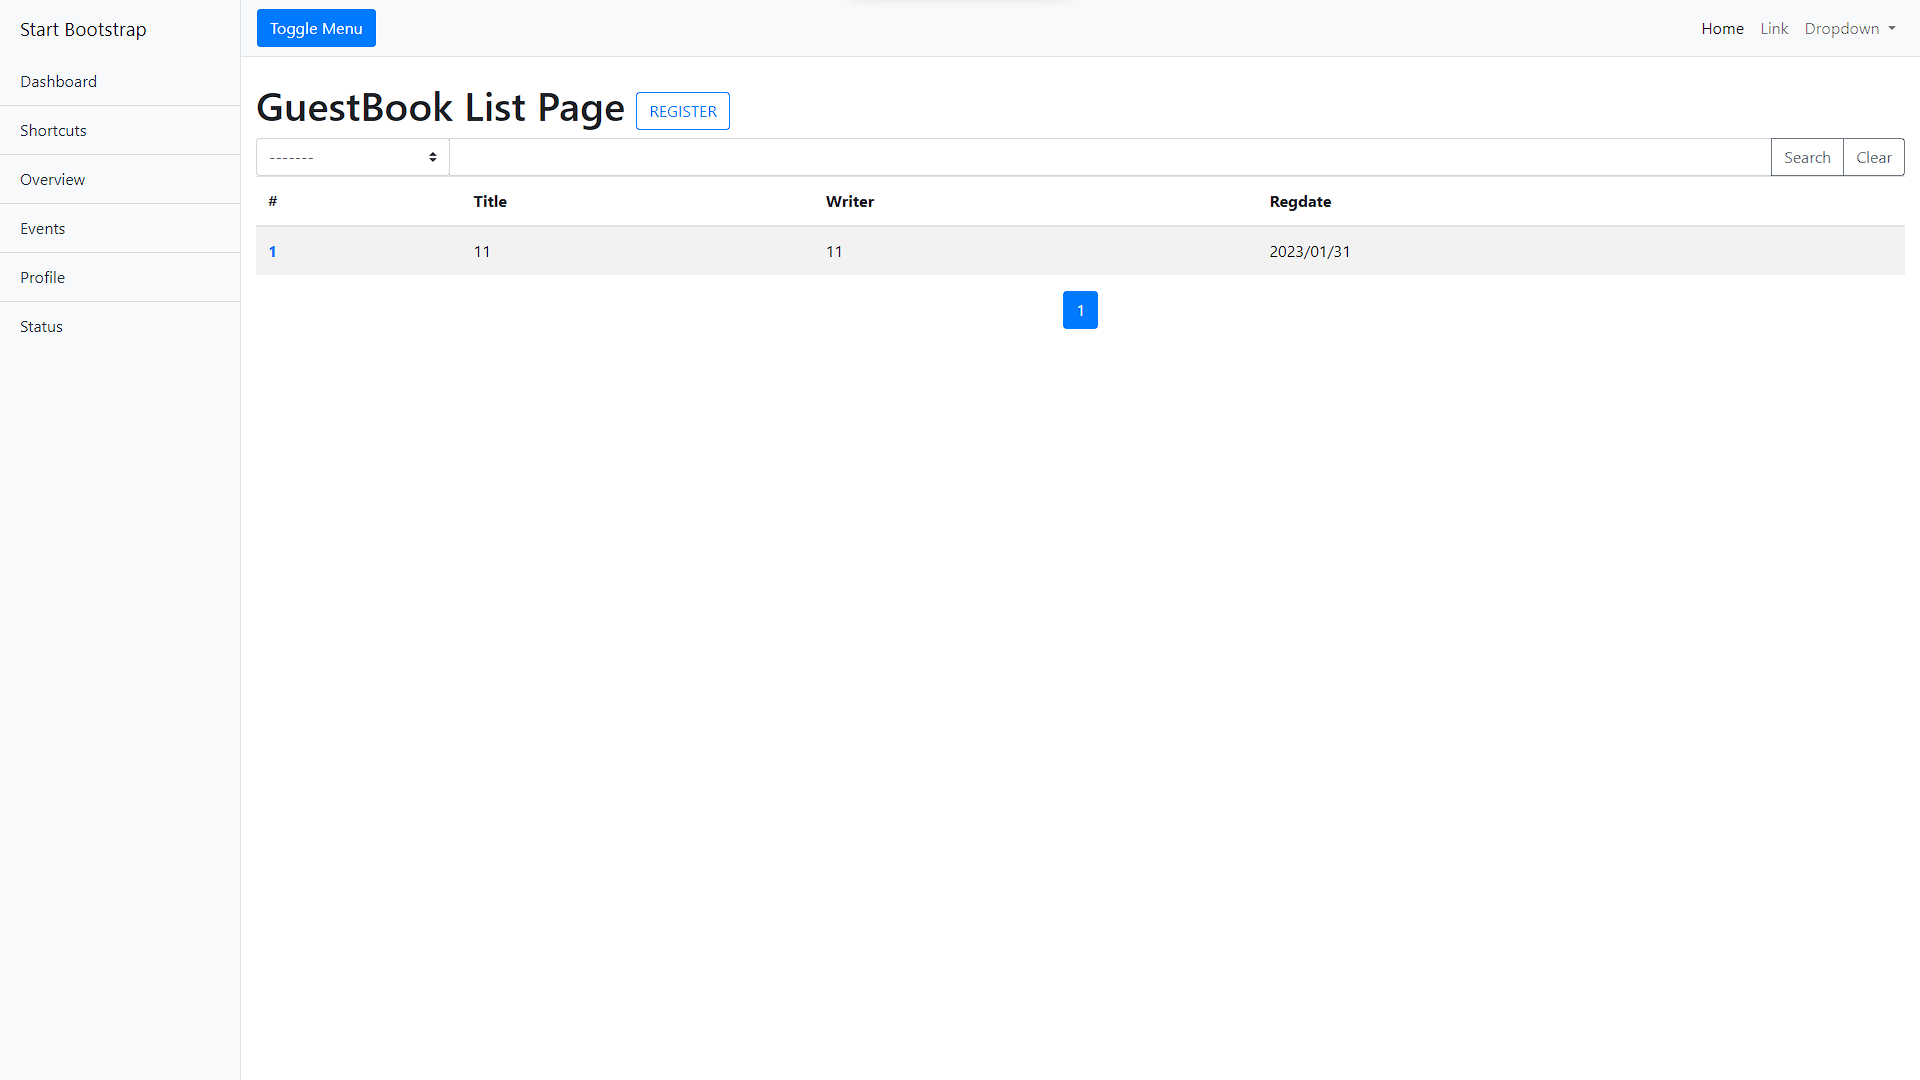 Start Bootstrap
Toggle Menu
Home Link Dropdown
Dashboard
Shortcuts
Overview
Events
Profile
Status
GuestBook List Page REGISTER
------- Search Clear
# Title Writer Regdate
1 11 11 2023/01/31
1